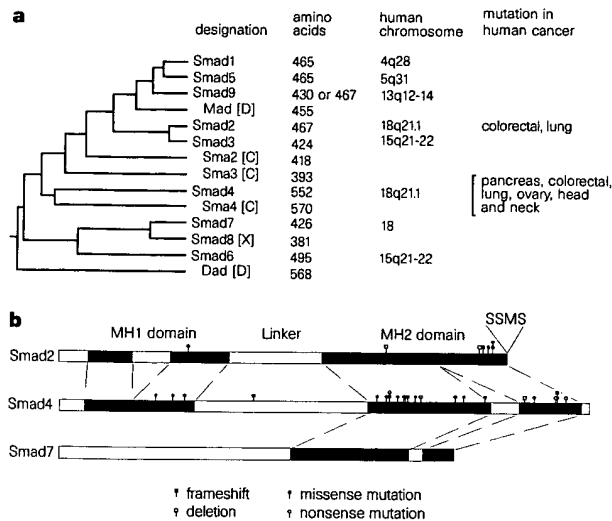 a
designation amino acids human chromosome mutation in human cancer
Smad1 465 4q28
Smad5 465 5q31
Smad9 430 or 467 13q12-14
Mad [D] 455
Smad2 467 18q21.1 colorectal, lung
Smad3 424 15q21-22
Sma2 [C] 418
Sma3 [C] 393
Smad4 552 18q21.1 pancreas, colorectal, lung, ovary, head and neck
Sma4 [C] 570
Smad7 426 18
Smad8 [X] 381
Smad6 495 15q21-22
Dad [D] 568
b
MH1 domain Linker MH2 domain SSMS
Smad2
Smad4
Smad7
frameshift missense mutation
deletion nonsense mutation